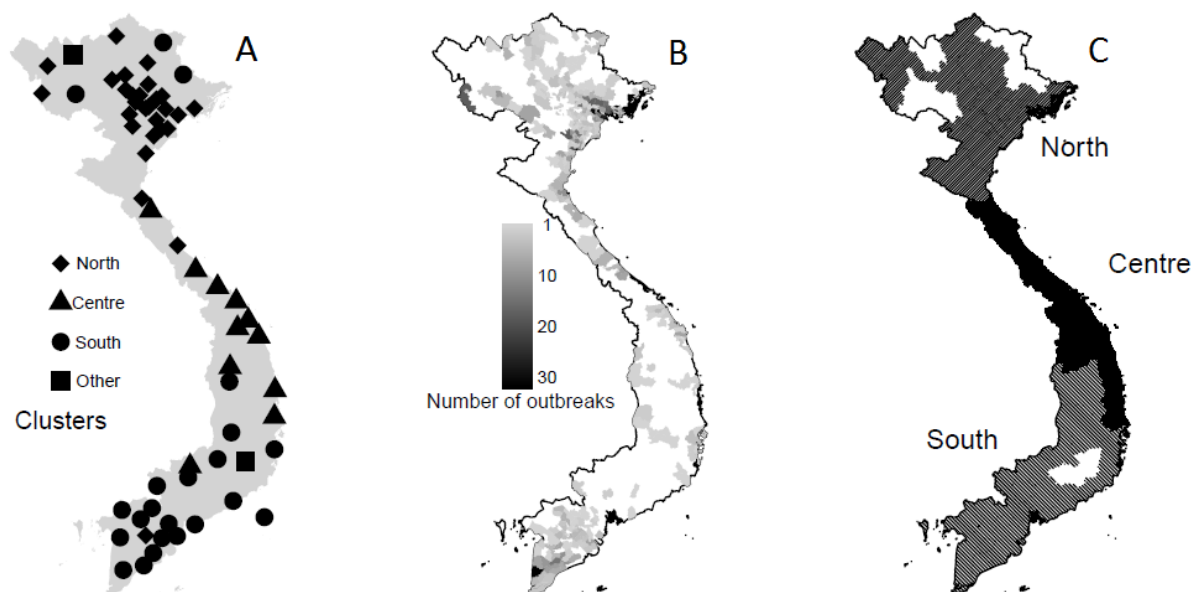 A
North
Centre
South
Other
Clusters
B
1
10
20
30
Number of outbreaks
C
North
Centre
South